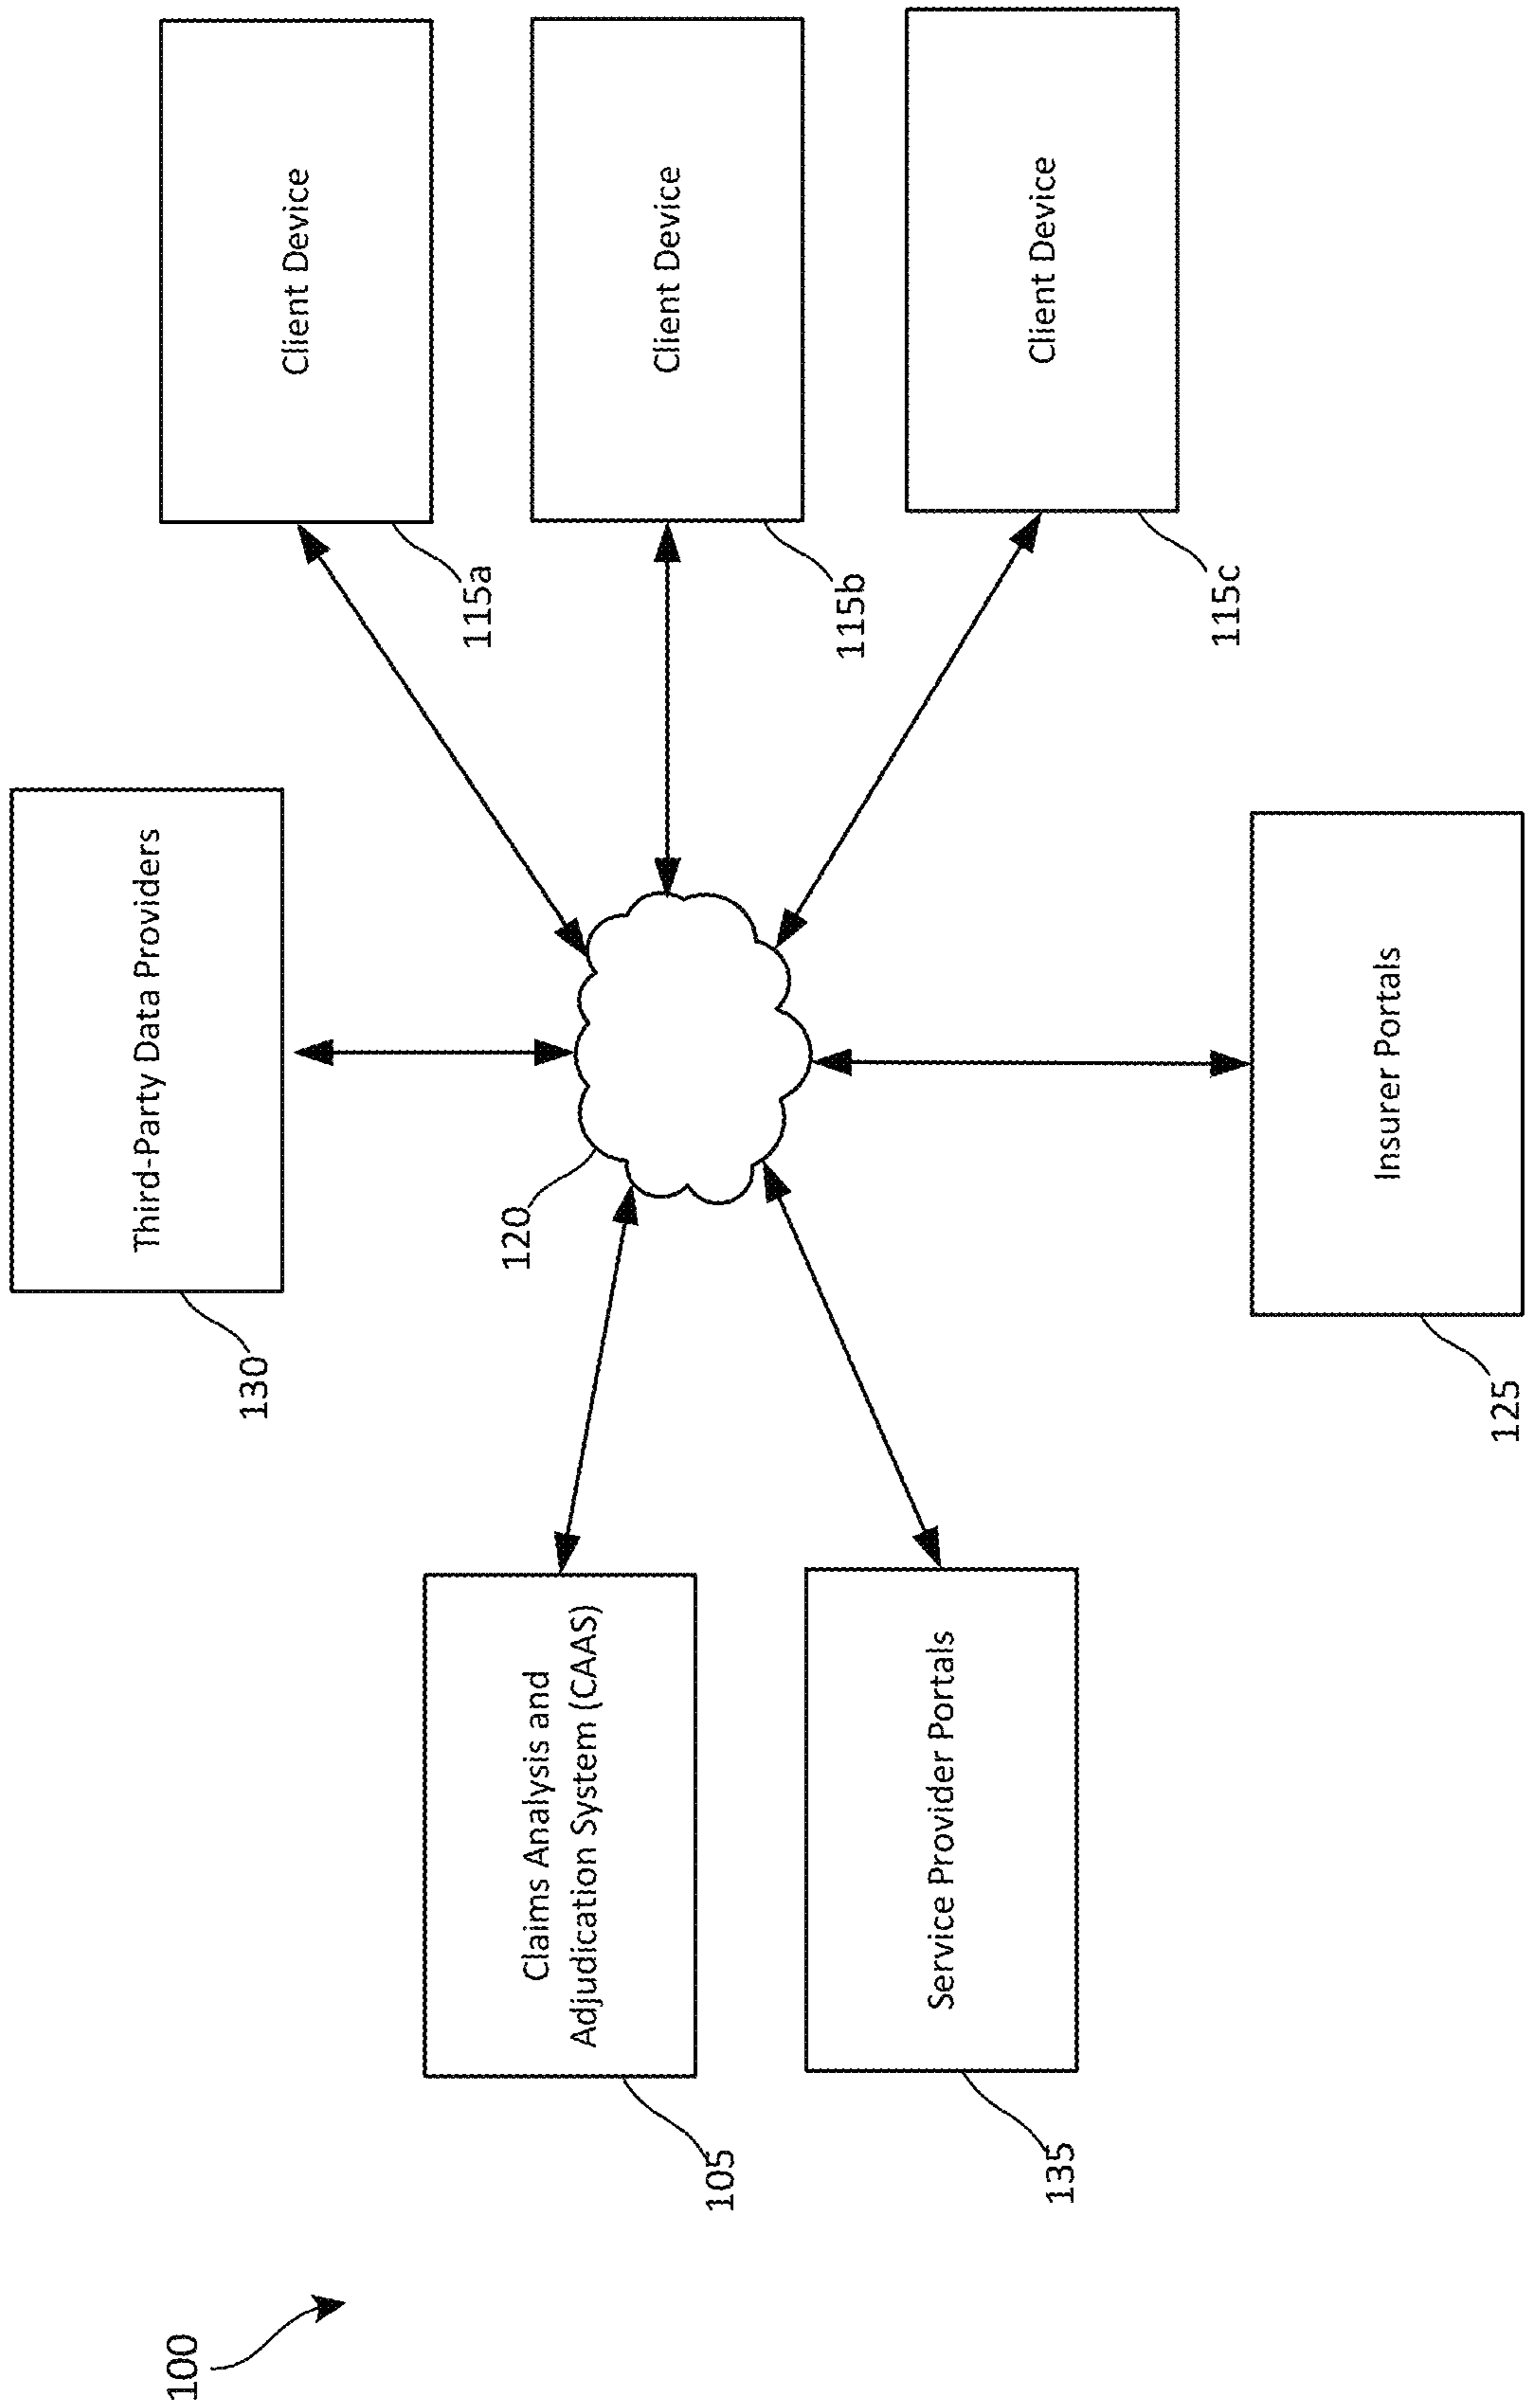 100
Third-Party Data Providers
130
Claims Analysis and
Adjudication System (CAAS)
105
120
Client Device
115a
Client Device
115b
Service Provider Portals
135
Client Device
115c
Insurer Portals
125